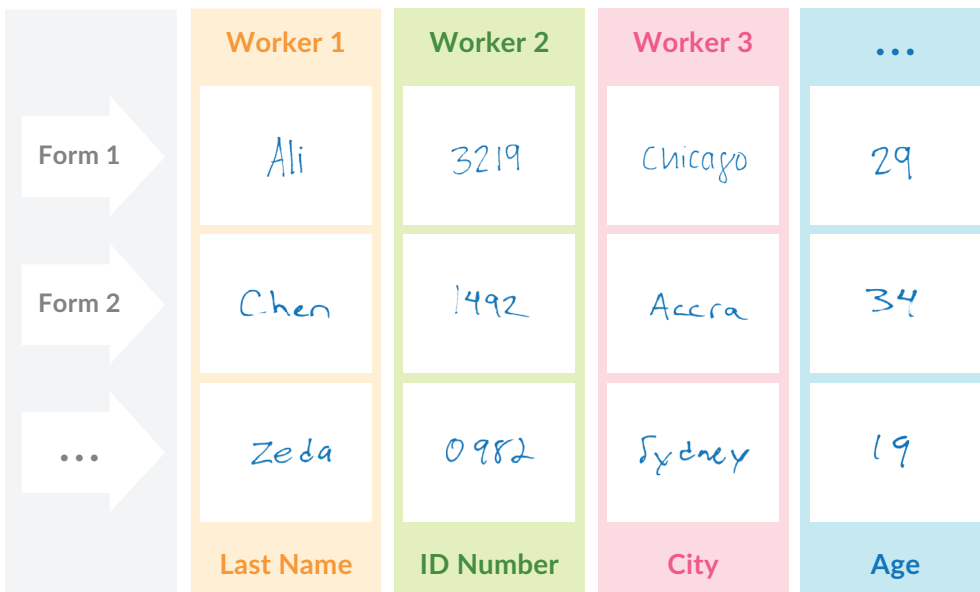 Worker 1 Worker 2 Worker 3 ...
Form 1 Ali 3219 Chicago 29
Form 2 Chen 1492 Accra 34
... Zeda 0982 Sydney 19
Last Name ID Number City Age